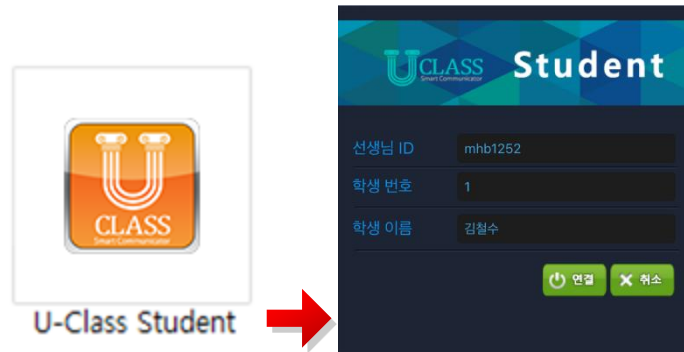 U
CLASS
Smart Communicator
U-Class Student
UCLASS Student
Smart Communicator
선생님 ID mhb1252
학생 번호 1
학생 이름 김철수
연결 취소